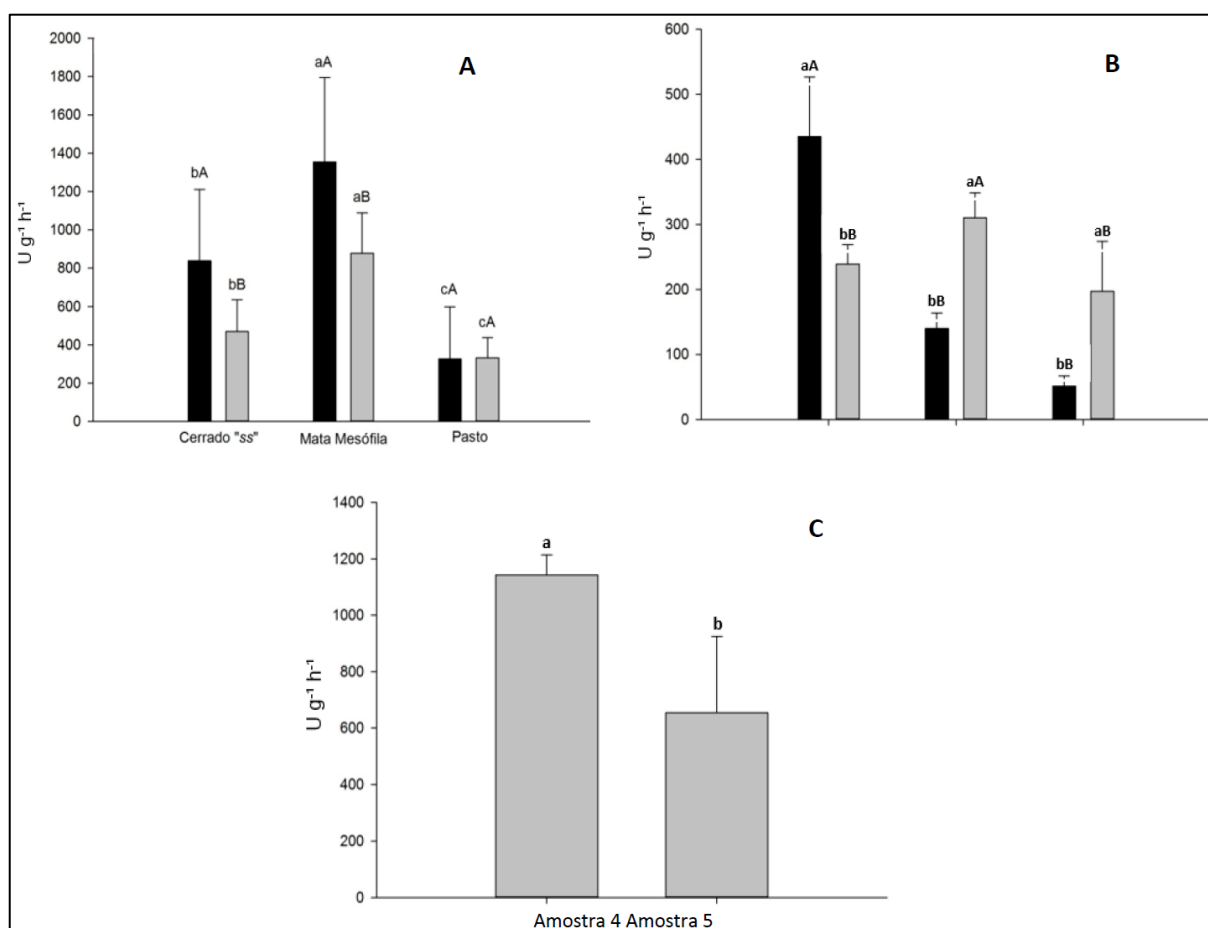 A
2000
1800
1600
1400
1200
1000
800
600
400
200
0
U g⁻¹ h⁻¹
bA
bB
aA
aB
cA
cA
Cerrado "ss"
Mata Mesófila
Pasto
B
600
500
400
300
200
100
0
U g⁻¹ h⁻¹
aA
bB
bB
aA
bB
aB
C
1400
1200
1000
800
600
400
200
0
U g⁻¹ h⁻¹
a
b
Amostra 4 Amostra 5